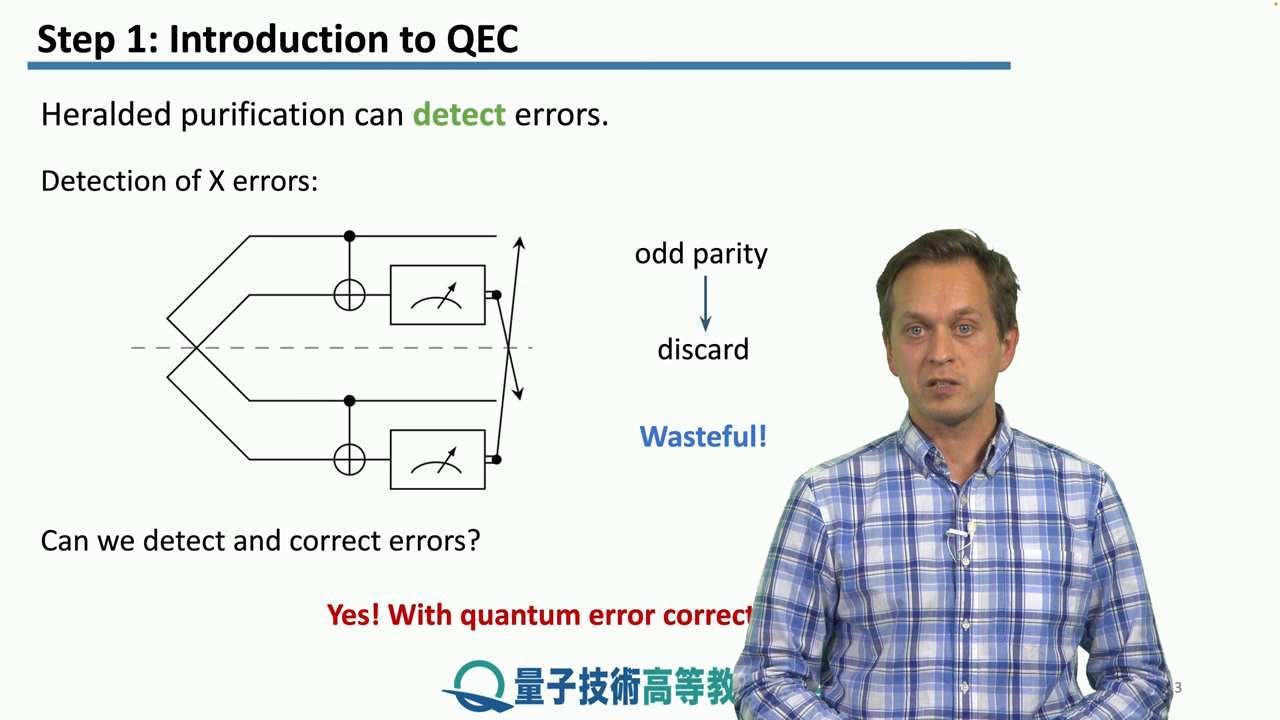 Step 1: Introduction to QEC
Heralded purification can detect errors.
Detection of X errors:
odd parity
discard
Wasteful!
Can we detect and correct errors?
Yes! With quantum error correct
量子技術高等教
3